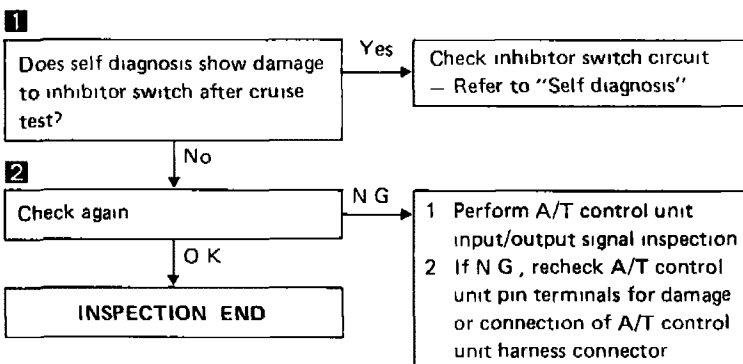 1
Does self diagnosis show damage
to inhibitor switch after cruise
test?
Yes
Check inhibitor switch circuit
— Refer to "Self diagnosis"
No
2
Check again
N G
1 Perform A/T control unit
input/output signal inspection
2 If N G , recheck A/T control
unit pin terminals for damage
or connection of A/T control
unit harness connector
O K
INSPECTION END